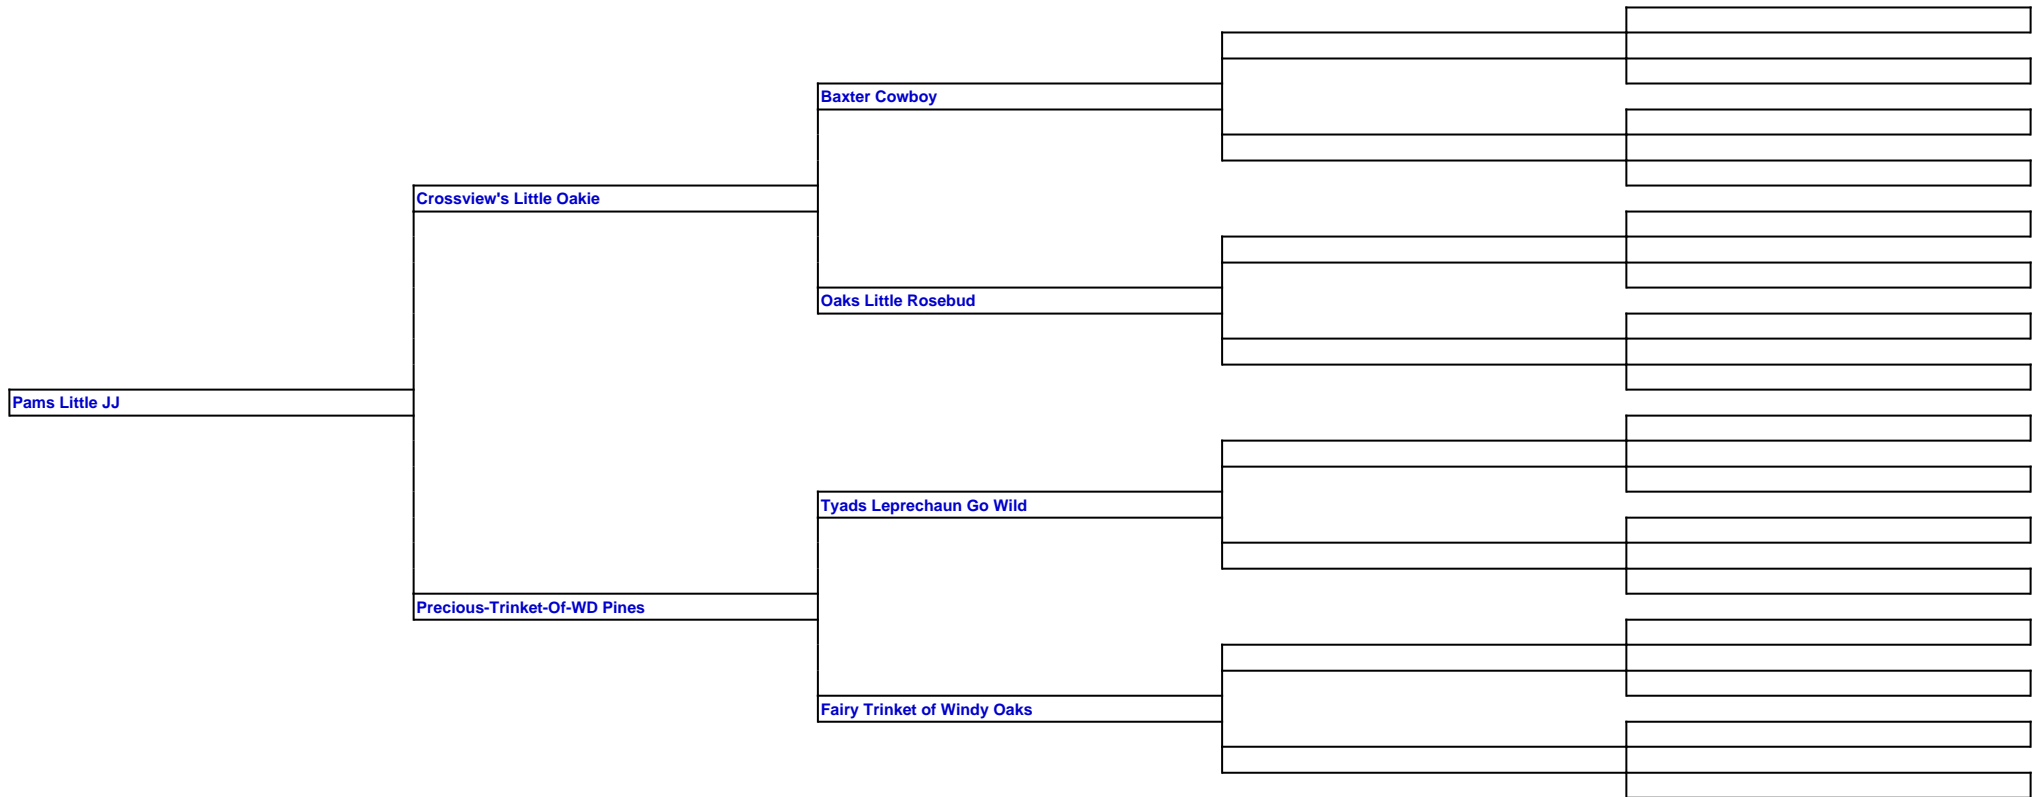 Baxter Cowboy
Crossview's Little Oakie
Oaks Little Rosebud
Pams Little JJ
Tyads Leprechaun Go Wild
Precious-Trinket-Of-WD Pines
Fairy Trinket of Windy Oaks